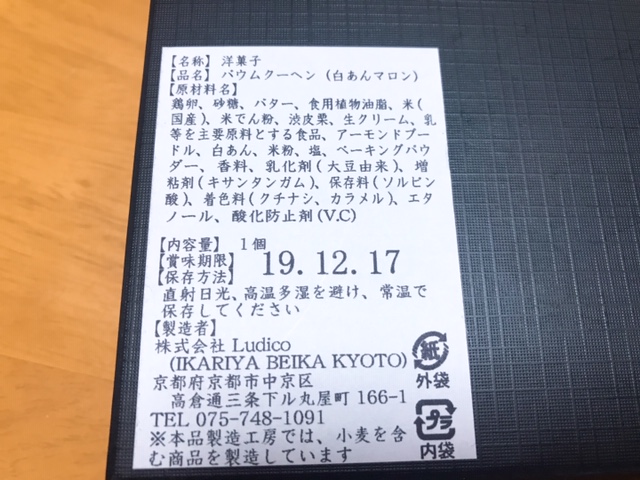 【名称】 洋菓子
【品名】 バウムクーヘン (白あんマロン)
【原材料名】
鶏卵、砂糖、バター、食用植物油脂、米(
国産)、米でん粉、渋皮栗、生クリーム、乳
等を主要原料とする食品、アーモンドプー
ドル、白あん、米粉、塩、ベーキングパウ
ダー、香料、乳化剤(大豆由来)、増
粘剤(キサンタンガム)、保存料(ソルビン
酸)、着色料(クチナシ、カラメル)、エタ
ノール、酸化防止剤(V.C)
【内容量】 1個
【賞味期限】 19.12.17
【保存方法】
直射日光、高温多湿を避け、常温で
保存してください
【製造者】
株式会社 Ludico
(IKARIYA BEIKA KYOTO)
京都府京都市中京区
高倉通三条下ル丸屋町 166-1
TEL 075-748-1091
※本品製造工房では、小麦を含
む商品を製造しています
紙
外袋
プラ
内袋